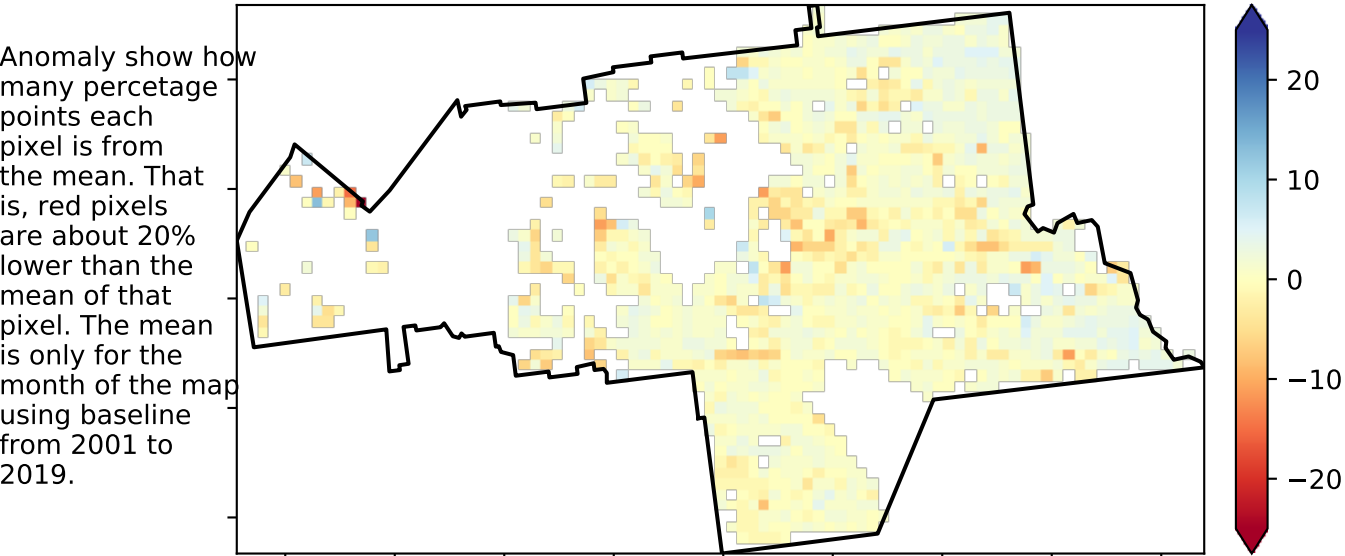 Anomaly show how
many percetage
points each
pixel is from
the mean. That
is, red pixels
are about 20%
lower than the
mean of that
pixel. The mean
is only for the
month of the map
using baseline
from 2001 to
2019.
20
10
0
−10
−20